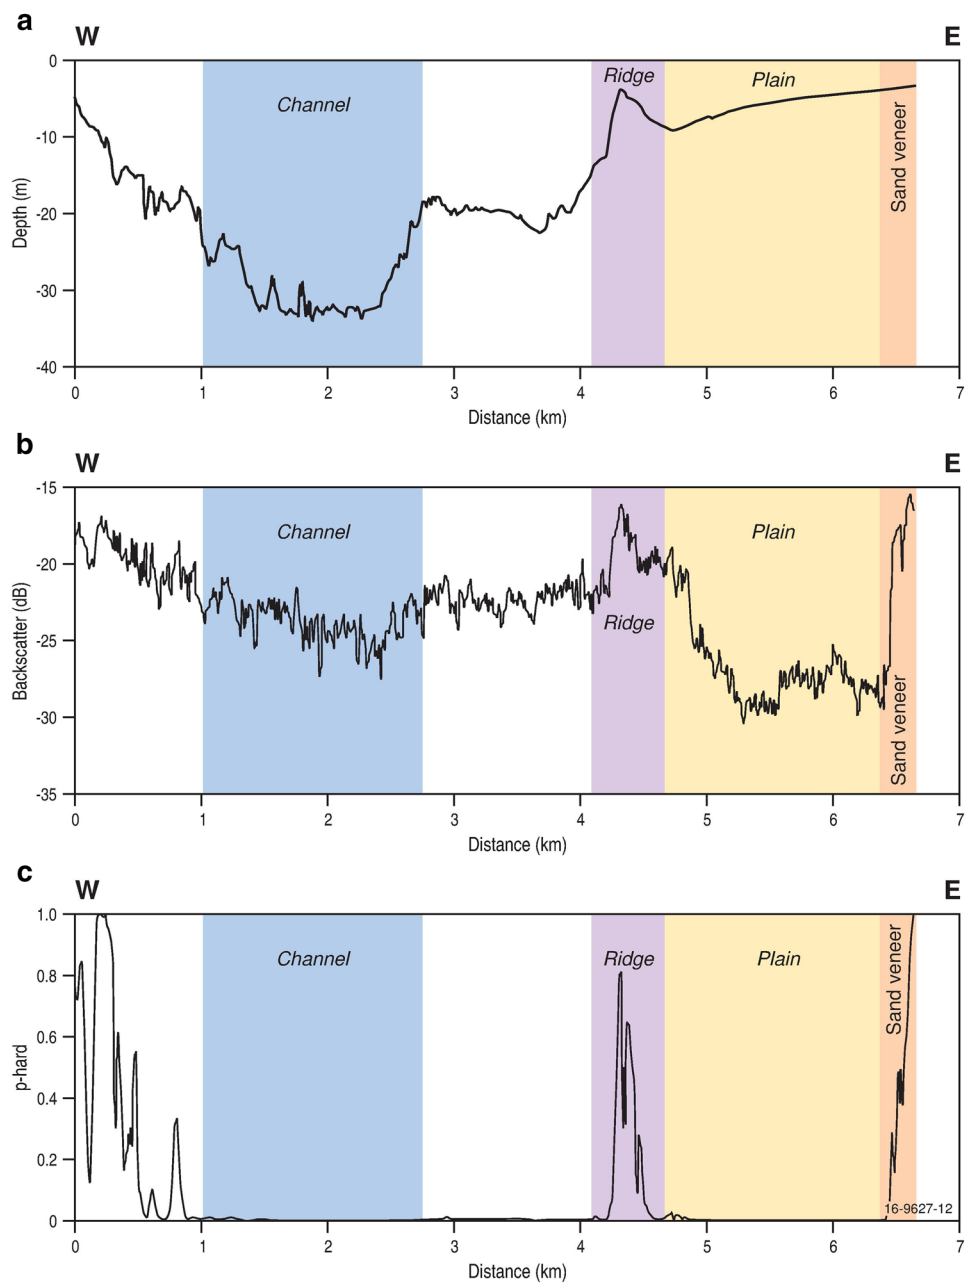 a
W E
0
Ridge
Plain
Channel
-10
Sand veneer
Depth (m)
-20
-30
-40
0 1 2 3 4 5 6 7
Distance (km)
b
W E
-15
Channel
Plain
-20
Ridge
Backscatter (dB)
-25
-30
Sand veneer
-35
0 1 2 3 4 5 6 7
Distance (km)
c
W E
1.0
Channel
Ridge
Plain
Sand veneer
0.8
0.6
p-hard
0.4
0.2
16-9627-12
0
0 1 2 3 4 5 6 7
Distance (km)